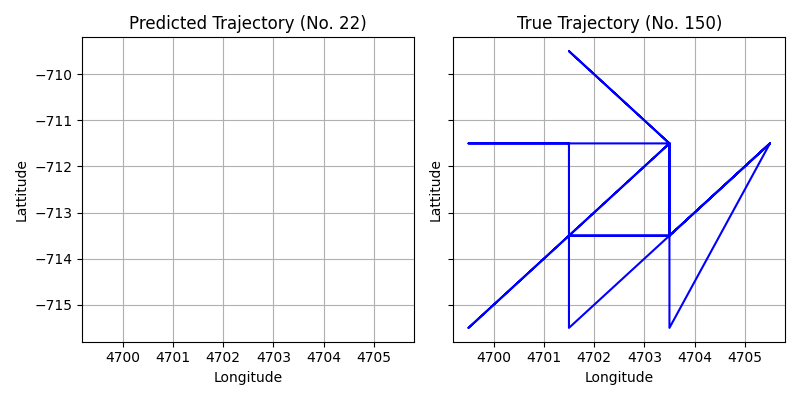 Predicted Trajectory (No. 22)
−710
−711
−712
−713
−714
−715
Lattitude
4700 4701 4702 4703 4704 4705
Longitude
True Trajectory (No. 150)
Lattitude
4700 4701 4702 4703 4704 4705
Longitude